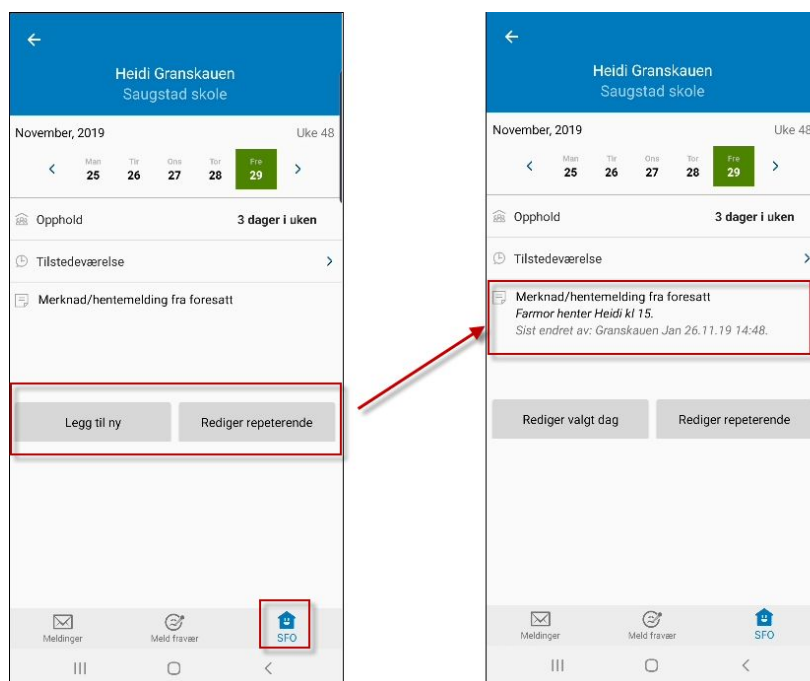 Heidi Granskauen
Saugstad skole
November, 2019 Uke 48
Man Tir Ons Tor Fre
25 26 27 28 29
Opphold 3 dager i uken
Tilstedeværelse
Merknad/hentemelding fra foresatt
Legg til ny Rediger repeterende
Meldinger Meld fravær SFO
Heidi Granskauen
Saugstad skole
November, 2019 Uke 48
Man Tir Ons Tor Fre
25 26 27 28 29
Opphold 3 dager i uken
Tilstedeværelse
Merknad/hentemelding fra foresatt
Farmor henter Heidi kl 15.
Sist endret av: Granskauen Jan 26.11.19 14:48.
Rediger valgt dag Rediger repeterende
Meldinger Meld fravær SFO